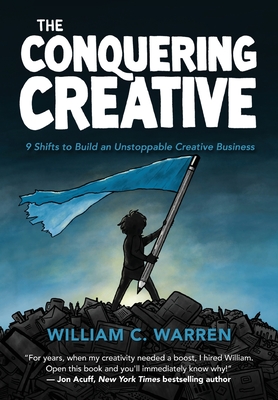 THE
CONQUERING
CREATIVE
9 Shifts to Build an Unstoppable Creative Business
WILLIAM C. WARREN
“For years, when my creativity needed a boost, I hired William.
Open this book and you'll immediately know why!”
— Jon Acuff, New York Times bestselling author